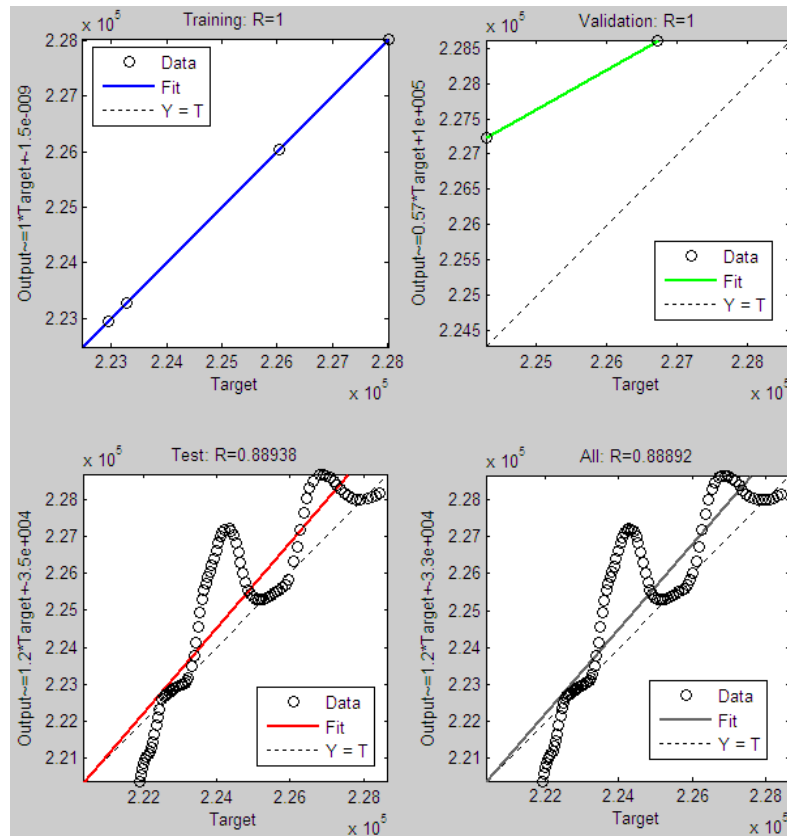 Training: R=1
x 10^5
2.28
2.27
2.26
2.25
2.24
2.23
Output~=1*Target+-1.5e-009
Data
Fit
Y = T
2.23 2.24 2.25 2.26 2.27 2.28
Target
x 10^5
Validation: R=1
x 10^5
2.285
2.28
2.275
2.27
2.265
2.26
2.255
2.25
2.245
Output~=0.57*Target+1e+005
Data
Fit
Y = T
2.25 2.26 2.27 2.28
Target
x 10^5
Test: R=0.88938
x 10^5
2.28
2.27
2.26
2.25
2.24
2.23
2.22
2.21
Output~=1.2*Target+-3.5e+004
Data
Fit
Y = T
2.22 2.24 2.26 2.28
Target
x 10^5
All: R=0.88892
x 10^5
2.28
2.27
2.26
2.25
2.24
2.23
2.22
2.21
Output~=1.2*Target+-3.3e+004
Data
Fit
Y = T
2.22 2.24 2.26 2.28
Target
x 10^5